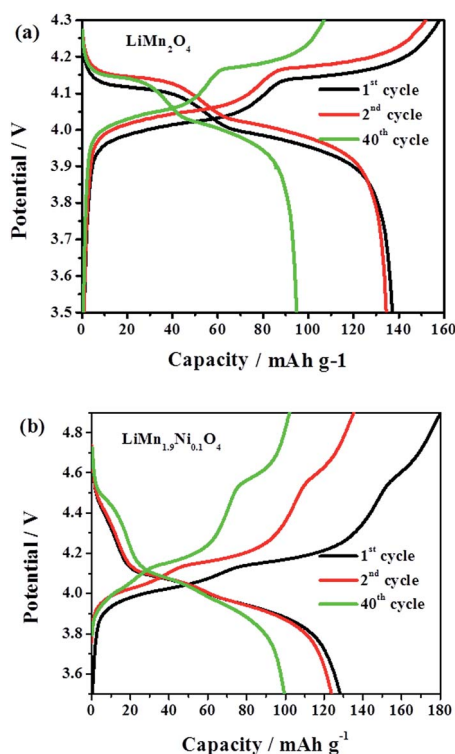 (a)
LiMn2O4
1st cycle
2nd cycle
40th cycle
4.3
4.2
4.1
4.0
3.9
3.8
3.7
3.6
3.5
Potential / V
0 20 40 60 80 100 120 140 160
Capacity / mAh g-1
(b)
LiMn1.9Ni0.1O4
1st cycle
2nd cycle
40th cycle
4.8
4.6
4.4
4.2
4.0
3.8
3.6
Potential / V
0 20 40 60 80 100 120 140 160 180
Capacity / mAh g-1